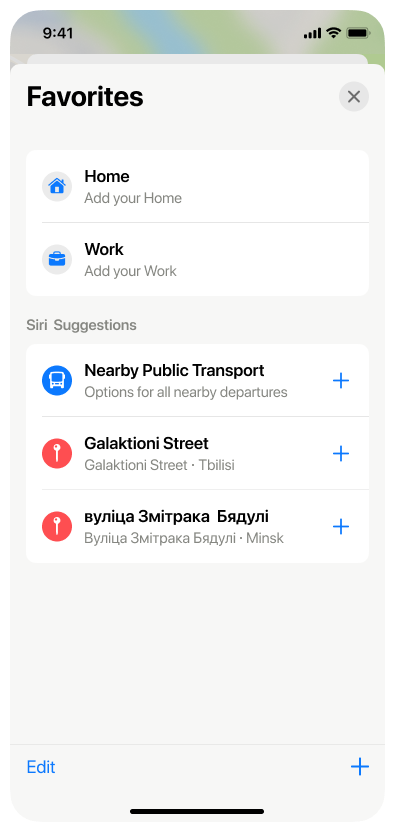 9:41
Favorites
Home
Add your Home
Work
Add your Work
Siri Suggestions
Nearby Public Transport
Options for all nearby departures
Galaktioni Street
Galaktioni Street · Tbilisi
вуліца Змітрака Бядулі
Вуліца Змітрака Бядулі · Minsk
Edit